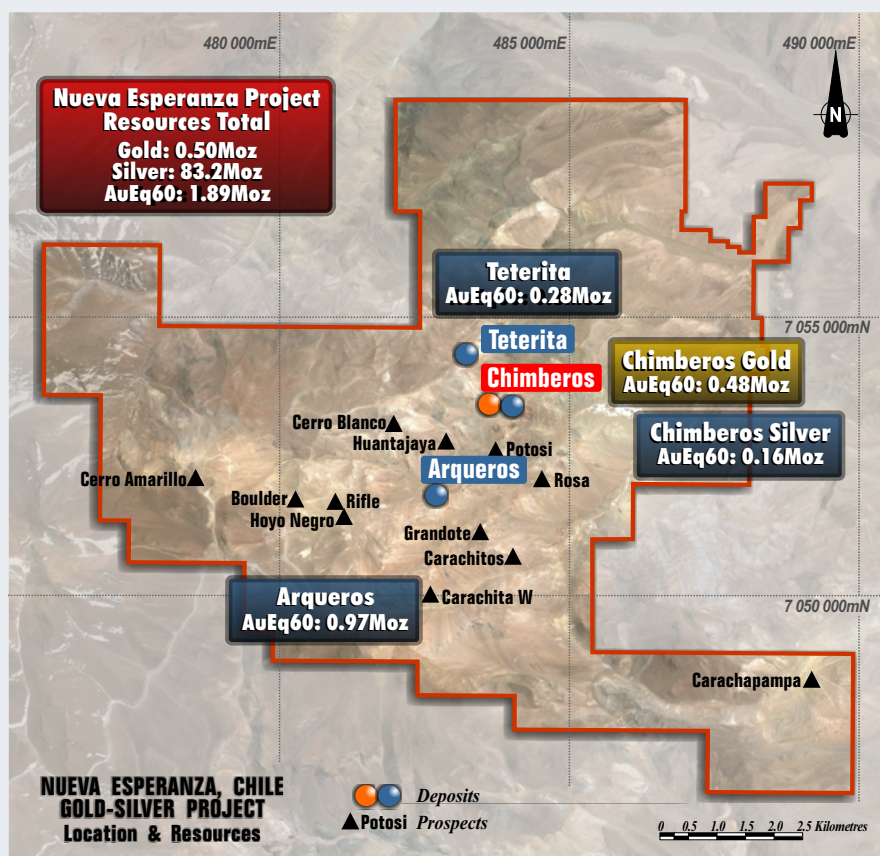 480 000mE
485 000mE
490 000mE
Nueva Esperanza Project
Resources Total
Gold: 0.50Moz
Silver: 83.2Moz
AuEq60: 1.89Moz
N
Teterita
AuEq60: 0.28Moz
7 055 000mN
Teterita
Chimberos Gold
AuEq60: 0.48Moz
Chimberos
Cerro Blanco
Huantajaya
Potosi
Chimberos Silver
AuEq60: 0.16Moz
Arqueros
Cerro Amarillo
Rosa
Boulder
Rifle
Hoyo Negro
Grandote
Carachitos
Arqueros
AuEq60: 0.97Moz
Carachita W
7 050 000mN
Carachapampa
NUEVA ESPERANZA, CHILE
GOLD-SILVER PROJECT
Location & Resources
Deposits
Potosi Prospects
0 0.5 1.0 1.5 2.0 2.5 Kilometres